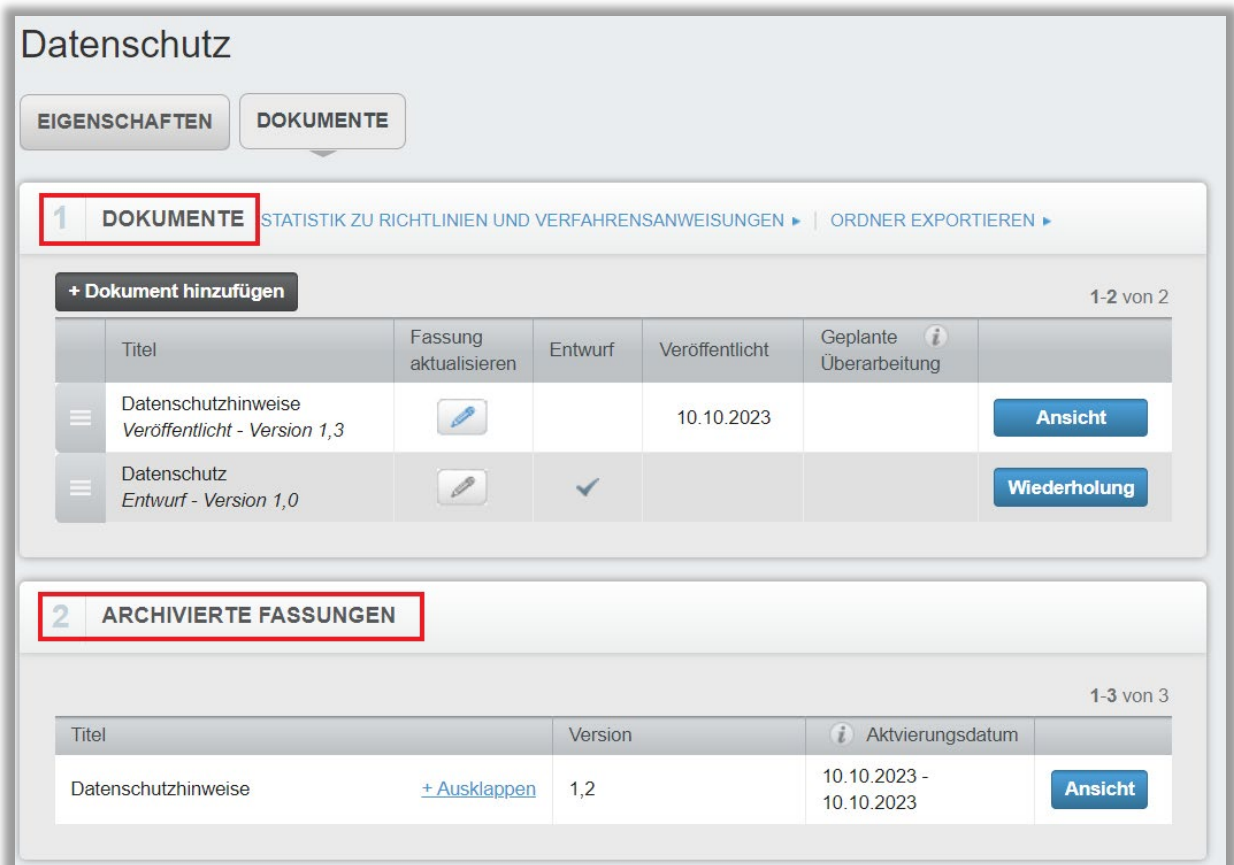 Datenschutz
EIGENSCHAFTEN DOKUMENTE
1 DOKUMENTE STATISTIK ZU RICHTLINIEN UND VERFAHRENSANWEISUNGEN ▸ | ORDNER EXPORTIEREN ▸
+ Dokument hinzufügen 1-2 von 2
Titel Fassung aktualisieren Entwurf Veröffentlicht Geplante Überarbeitung i
Datenschutzhinweise
Veröffentlicht - Version 1,3 10.10.2023 Ansicht
Datenschutz
Entwurf - Version 1,0 Wiederholung
2 ARCHIVIERTE FASSUNGEN
1-3 von 3
Titel Version i Aktvierungsdatum
Datenschutzhinweise + Ausklappen 1,2 10.10.2023 - 10.10.2023 Ansicht